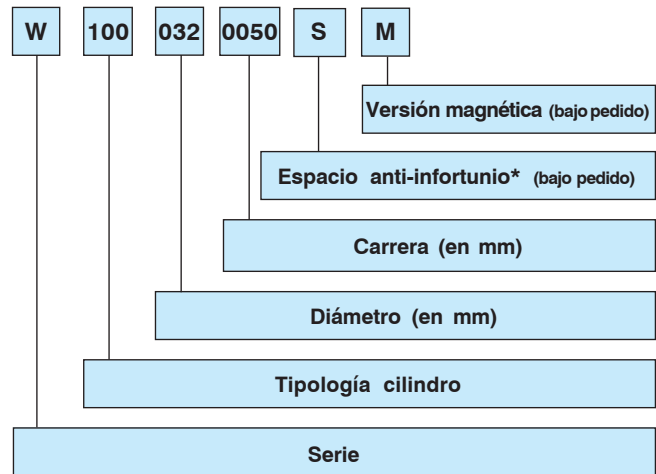 W 100 032 0050 S M
Versión magnética (bajo pedido)
Espacio anti-infortunio* (bajo pedido)
Carrera (en mm)
Diámetro (en mm)
Tipología cilindro
Serie